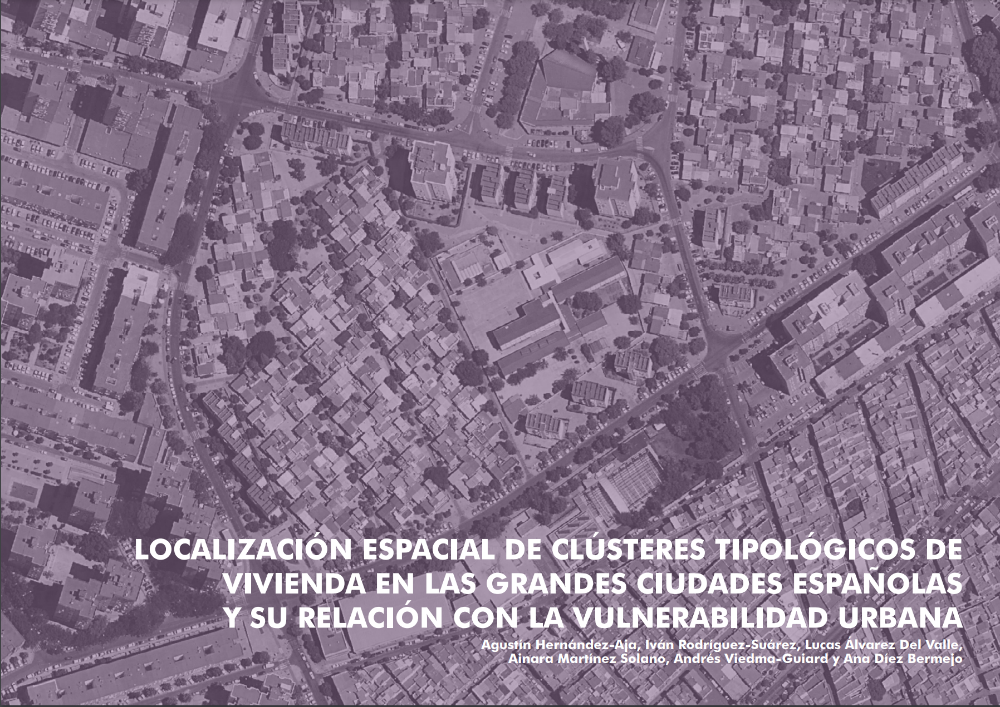 LOCALIZACIÓN ESPACIAL DE CLÚSTERES TIPOLÓGICOS DE
VIVIENDA EN LAS GRANDES CIUDADES ESPAÑOLAS
Y SU RELACIÓN CON LA VULNERABILIDAD URBANA
Agustín Hernández-Aja, Iván Rodríguez-Suárez, Lucas Álvarez Del Valle,
Ainara Martínez Solano, Andrés Viedma-Guiard y Ana Díez Bermejo